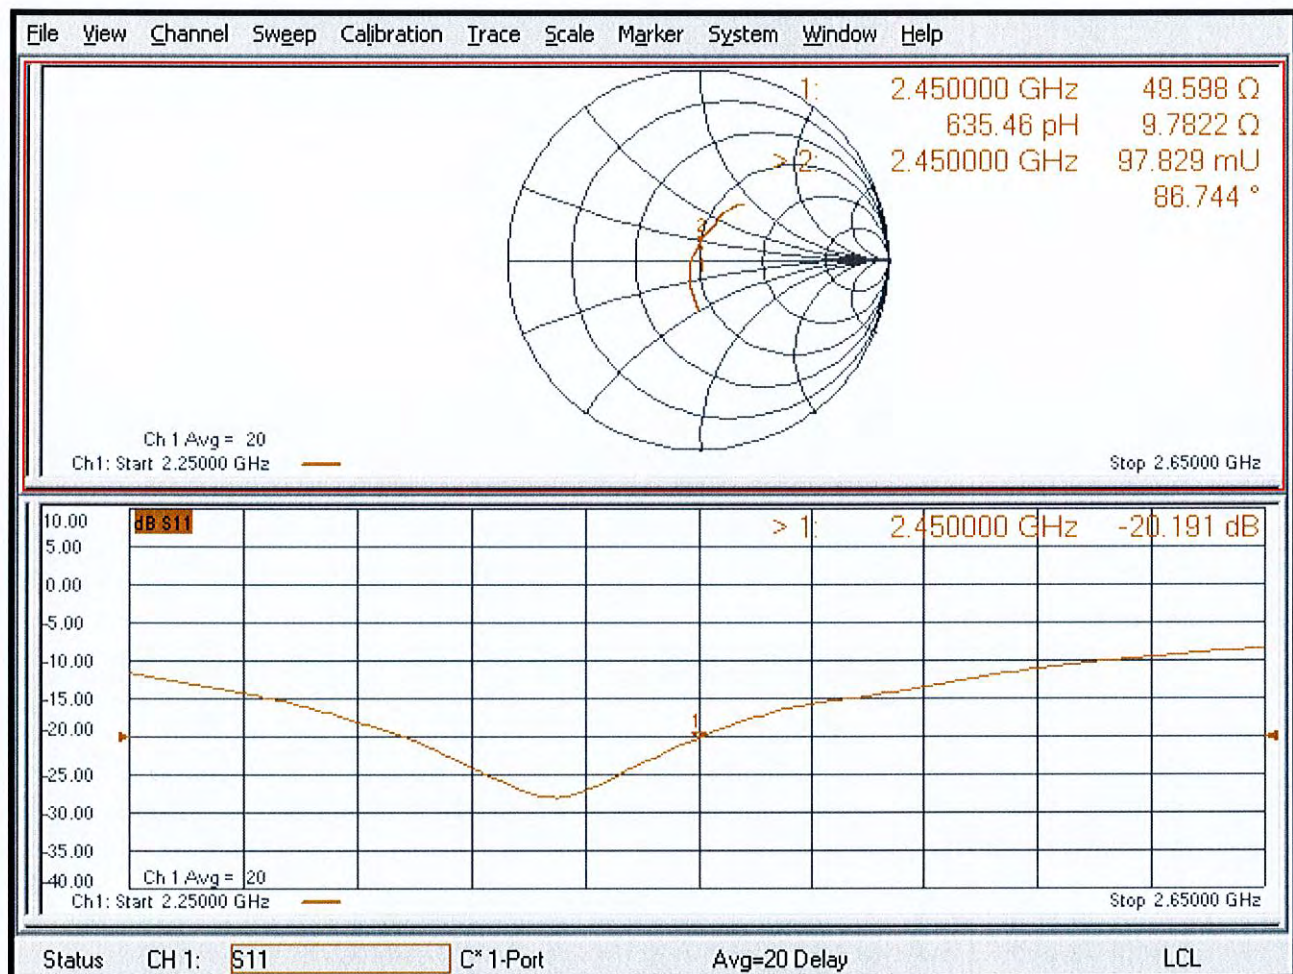 File View Channel Sweep Calibration Trace Scale Marker System Window Help
1: 2.450000 GHz 49.598 Ω
635.46 pH 9.7822 Ω
> 2: 2.450000 GHz 97.829 mU
86.744 °
2
Ch 1 Avg = 20
Ch1: Start 2.25000 GHz Stop 2.65000 GHz
10.00 dB S11 > 1: 2.450000 GHz -20.191 dB
5.00
0.00
-5.00
-10.00
-15.00
-20.00 1
-25.00
-30.00
-35.00
-40.00 Ch 1 Avg = 20
Ch1: Start 2.25000 GHz Stop 2.65000 GHz
Status CH 1: S11 C* 1-Port Avg=20 Delay LCL